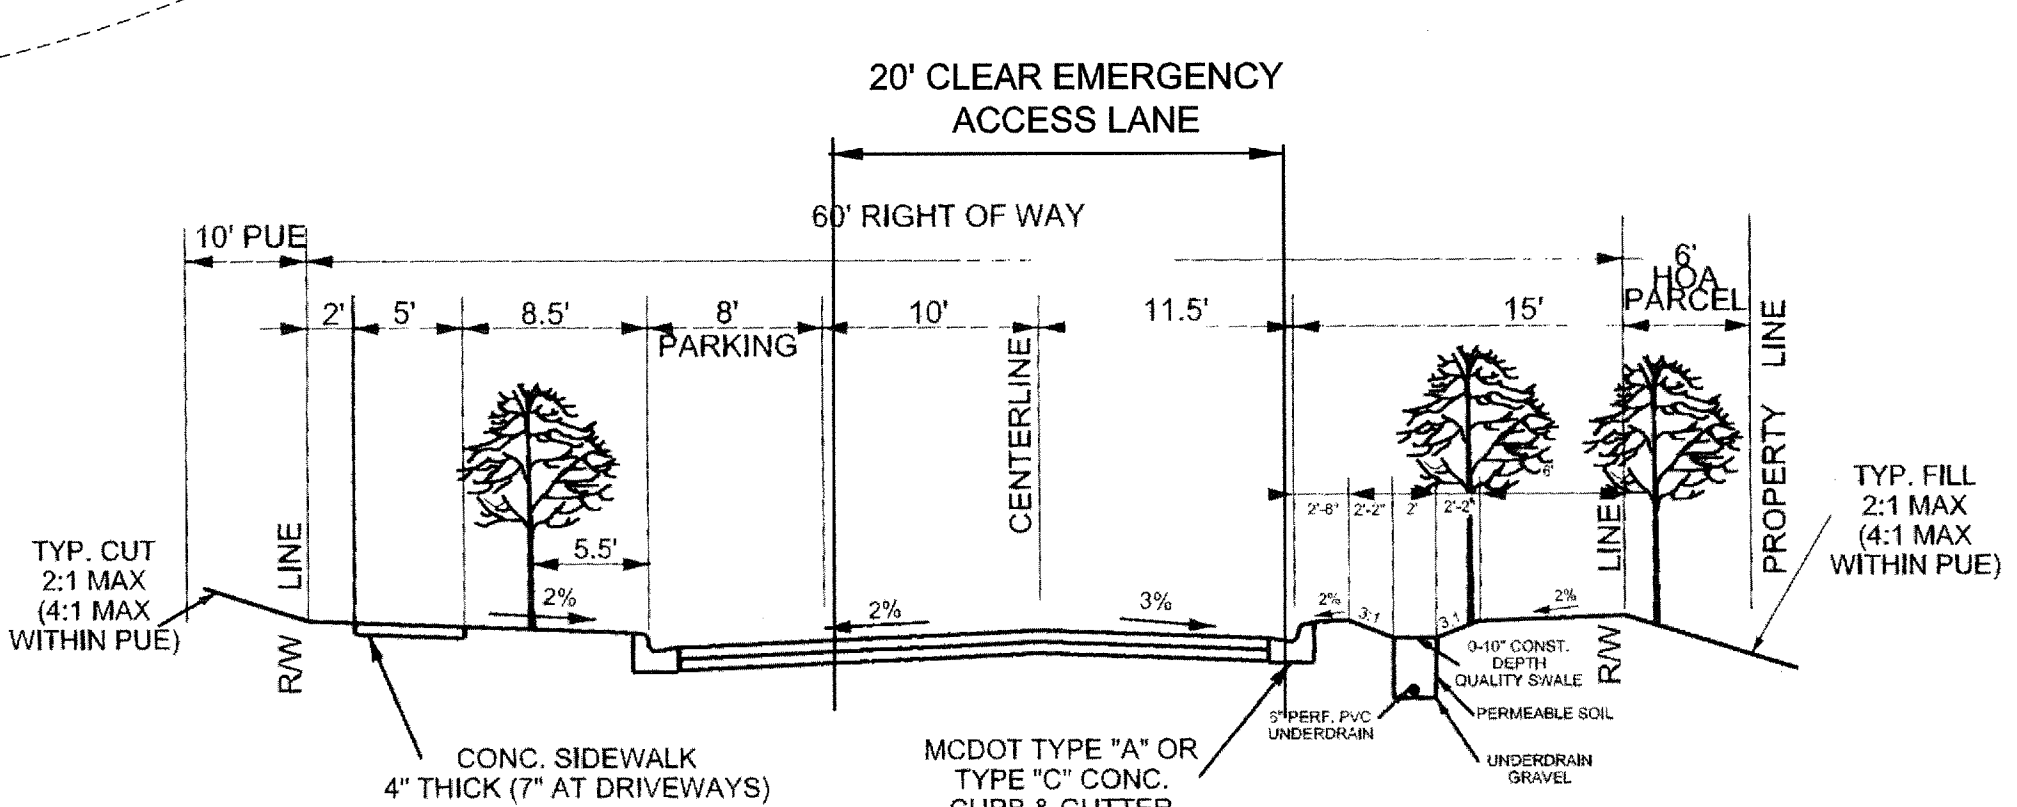 20' CLEAR EMERGENCY
ACCESS LANE
60' RIGHT OF WAY
10' PUE
6'
HOA
PARCEL
2'
5'
8.5'
8'
10'
11.5'
15'
PARKING
CENTERLINE
PROPERTY LINE
6'
2'-8"
2'-2"
2'
2'-2"
TYP. FILL
2:1 MAX
(4:1 MAX
WITHIN PUE)
TYP. CUT
2:1 MAX
(4:1 MAX
WITHIN PUE)
R/W LINE
5.5'
2%
2%
3%
2%
3:1
3:1
2%
R/W LINE
0-10" CONST.
DEPTH
QUALITY SWALE
6" PERF. PVC
UNDERDRAIN
PERMEABLE SOIL
UNDERDRAIN
GRAVEL
CONC. SIDEWALK
4" THICK (7" AT DRIVEWAYS)
MCDOT TYPE "A" OR
TYPE "C" CONC.
CURB & GUTTER